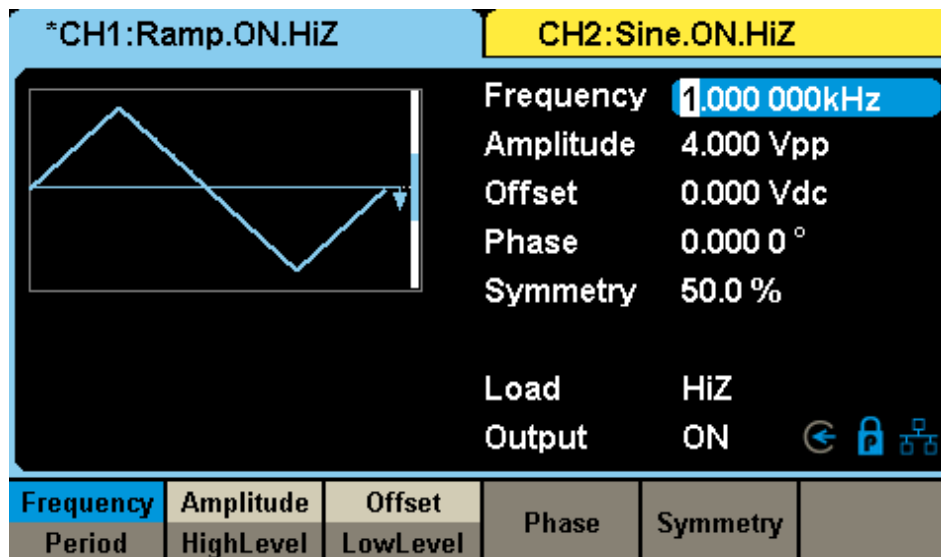 *CH1:Ramp.ON.HiZ
CH2:Sine.ON.HiZ
Frequency 1.000 000kHz
Amplitude 4.000 Vpp
Offset 0.000 Vdc
Phase 0.000 0 °
Symmetry 50.0 %
Load HiZ
Output ON
P
Frequency
Period
Amplitude
HighLevel
Offset
LowLevel
Phase
Symmetry